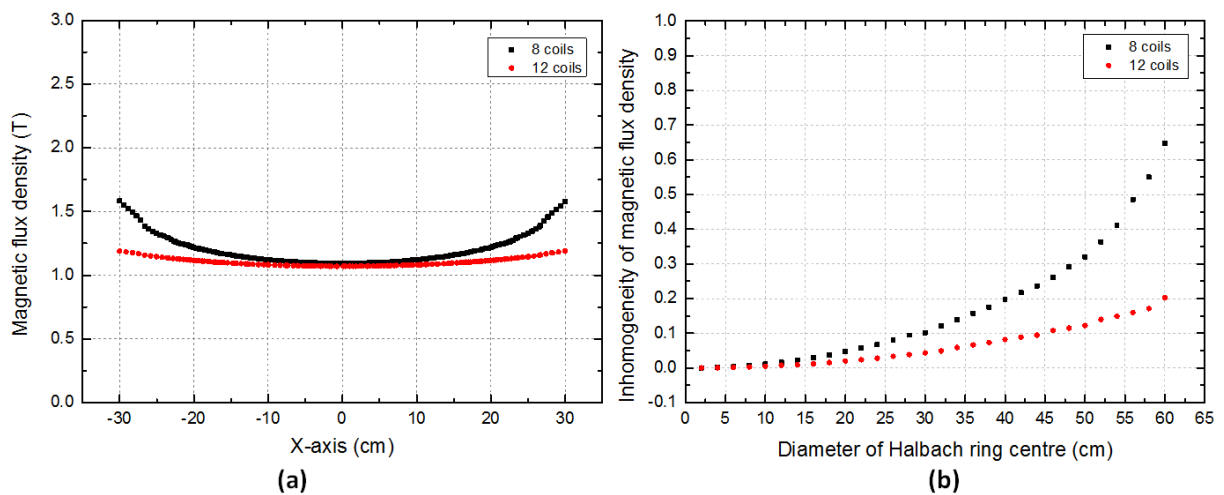 3.0
2.5
2.0
1.5
1.0
0.5
0.0
Magnetic flux density (T)
8 coils
12 coils
-30 -20 -10 0 10 20 30
X-axis (cm)
(a)
1.0
0.9
0.8
0.7
0.6
0.5
0.4
0.3
0.2
0.1
0.0
-0.1
Inhomogeneity of magnetic flux density
8 coils
12 coils
0 5 10 15 20 25 30 35 40 45 50 55 60 65
Diameter of Halbach ring centre (cm)
(b)